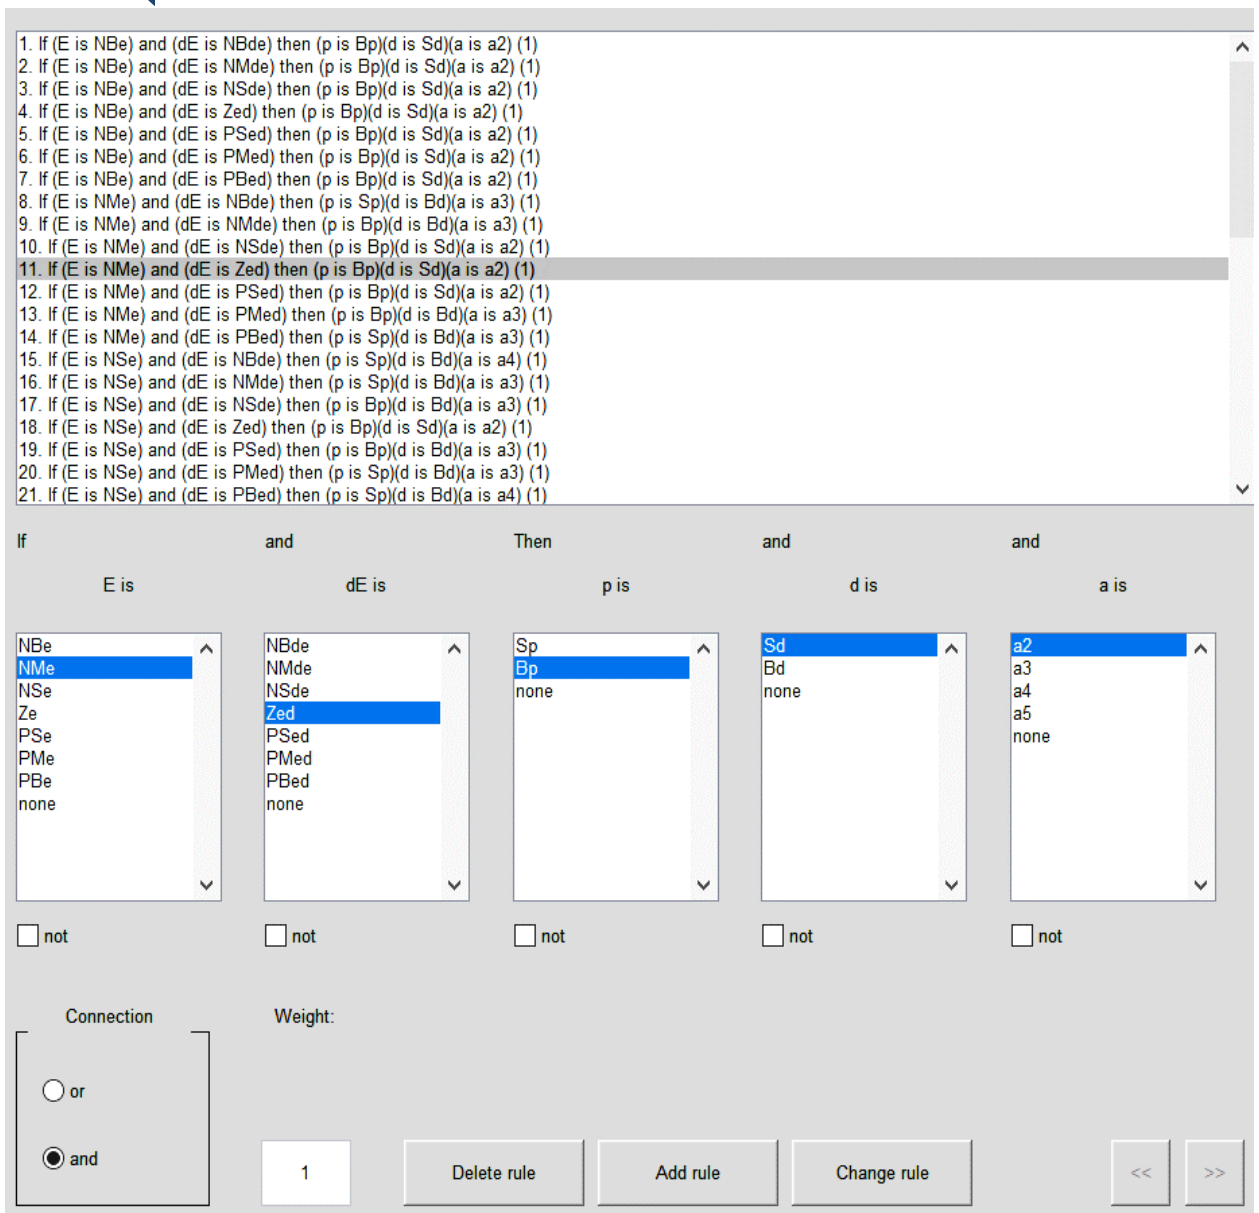 1. If (E is NBe) and (dE is NBde) then (p is Bp)(d is Sd)(a is a2) (1)
2. If (E is NBe) and (dE is NMde) then (p is Bp)(d is Sd)(a is a2) (1)
3. If (E is NBe) and (dE is NSde) then (p is Bp)(d is Sd)(a is a2) (1)
4. If (E is NBe) and (dE is Zed) then (p is Bp)(d is Sd)(a is a2) (1)
5. If (E is NBe) and (dE is PSed) then (p is Bp)(d is Sd)(a is a2) (1)
6. If (E is NBe) and (dE is PMed) then (p is Bp)(d is Sd)(a is a2) (1)
7. If (E is NBe) and (dE is PBed) then (p is Bp)(d is Sd)(a is a2) (1)
8. If (E is NMe) and (dE is NBde) then (p is Sp)(d is Bd)(a is a3) (1)
9. If (E is NMe) and (dE is NMde) then (p is Bp)(d is Bd)(a is a3) (1)
10. If (E is NMe) and (dE is NSde) then (p is Bp)(d is Sd)(a is a2) (1)
11. If (E is NMe) and (dE is Zed) then (p is Bp)(d is Sd)(a is a2) (1)
12. If (E is NMe) and (dE is PSed) then (p is Bp)(d is Sd)(a is a2) (1)
13. If (E is NMe) and (dE is PMed) then (p is Bp)(d is Bd)(a is a3) (1)
14. If (E is NMe) and (dE is PBed) then (p is Sp)(d is Bd)(a is a3) (1)
15. If (E is NSe) and (dE is NBde) then (p is Sp)(d is Bd)(a is a4) (1)
16. If (E is NSe) and (dE is NMde) then (p is Sp)(d is Bd)(a is a3) (1)
17. If (E is NSe) and (dE is NSde) then (p is Bp)(d is Bd)(a is a3) (1)
18. If (E is NSe) and (dE is Zed) then (p is Bp)(d is Sd)(a is a2) (1)
19. If (E is NSe) and (dE is PSed) then (p is Bp)(d is Bd)(a is a3) (1)
20. If (E is NSe) and (dE is PMed) then (p is Sp)(d is Bd)(a is a3) (1)
21. If (E is NSe) and (dE is PBed) then (p is Sp)(d is Bd)(a is a4) (1)
If and Then and and
E is dE is p is d is a is
NBe NBde Sp Sd a2
NMe NMde Bp Bd a3
NSe NSde none none a4
Ze Zed a5
PSe PSed none
PMe PMed
PBe PBed
none none
not not not not not
Connection Weight:
or
and 1 Delete rule Add rule Change rule << >>